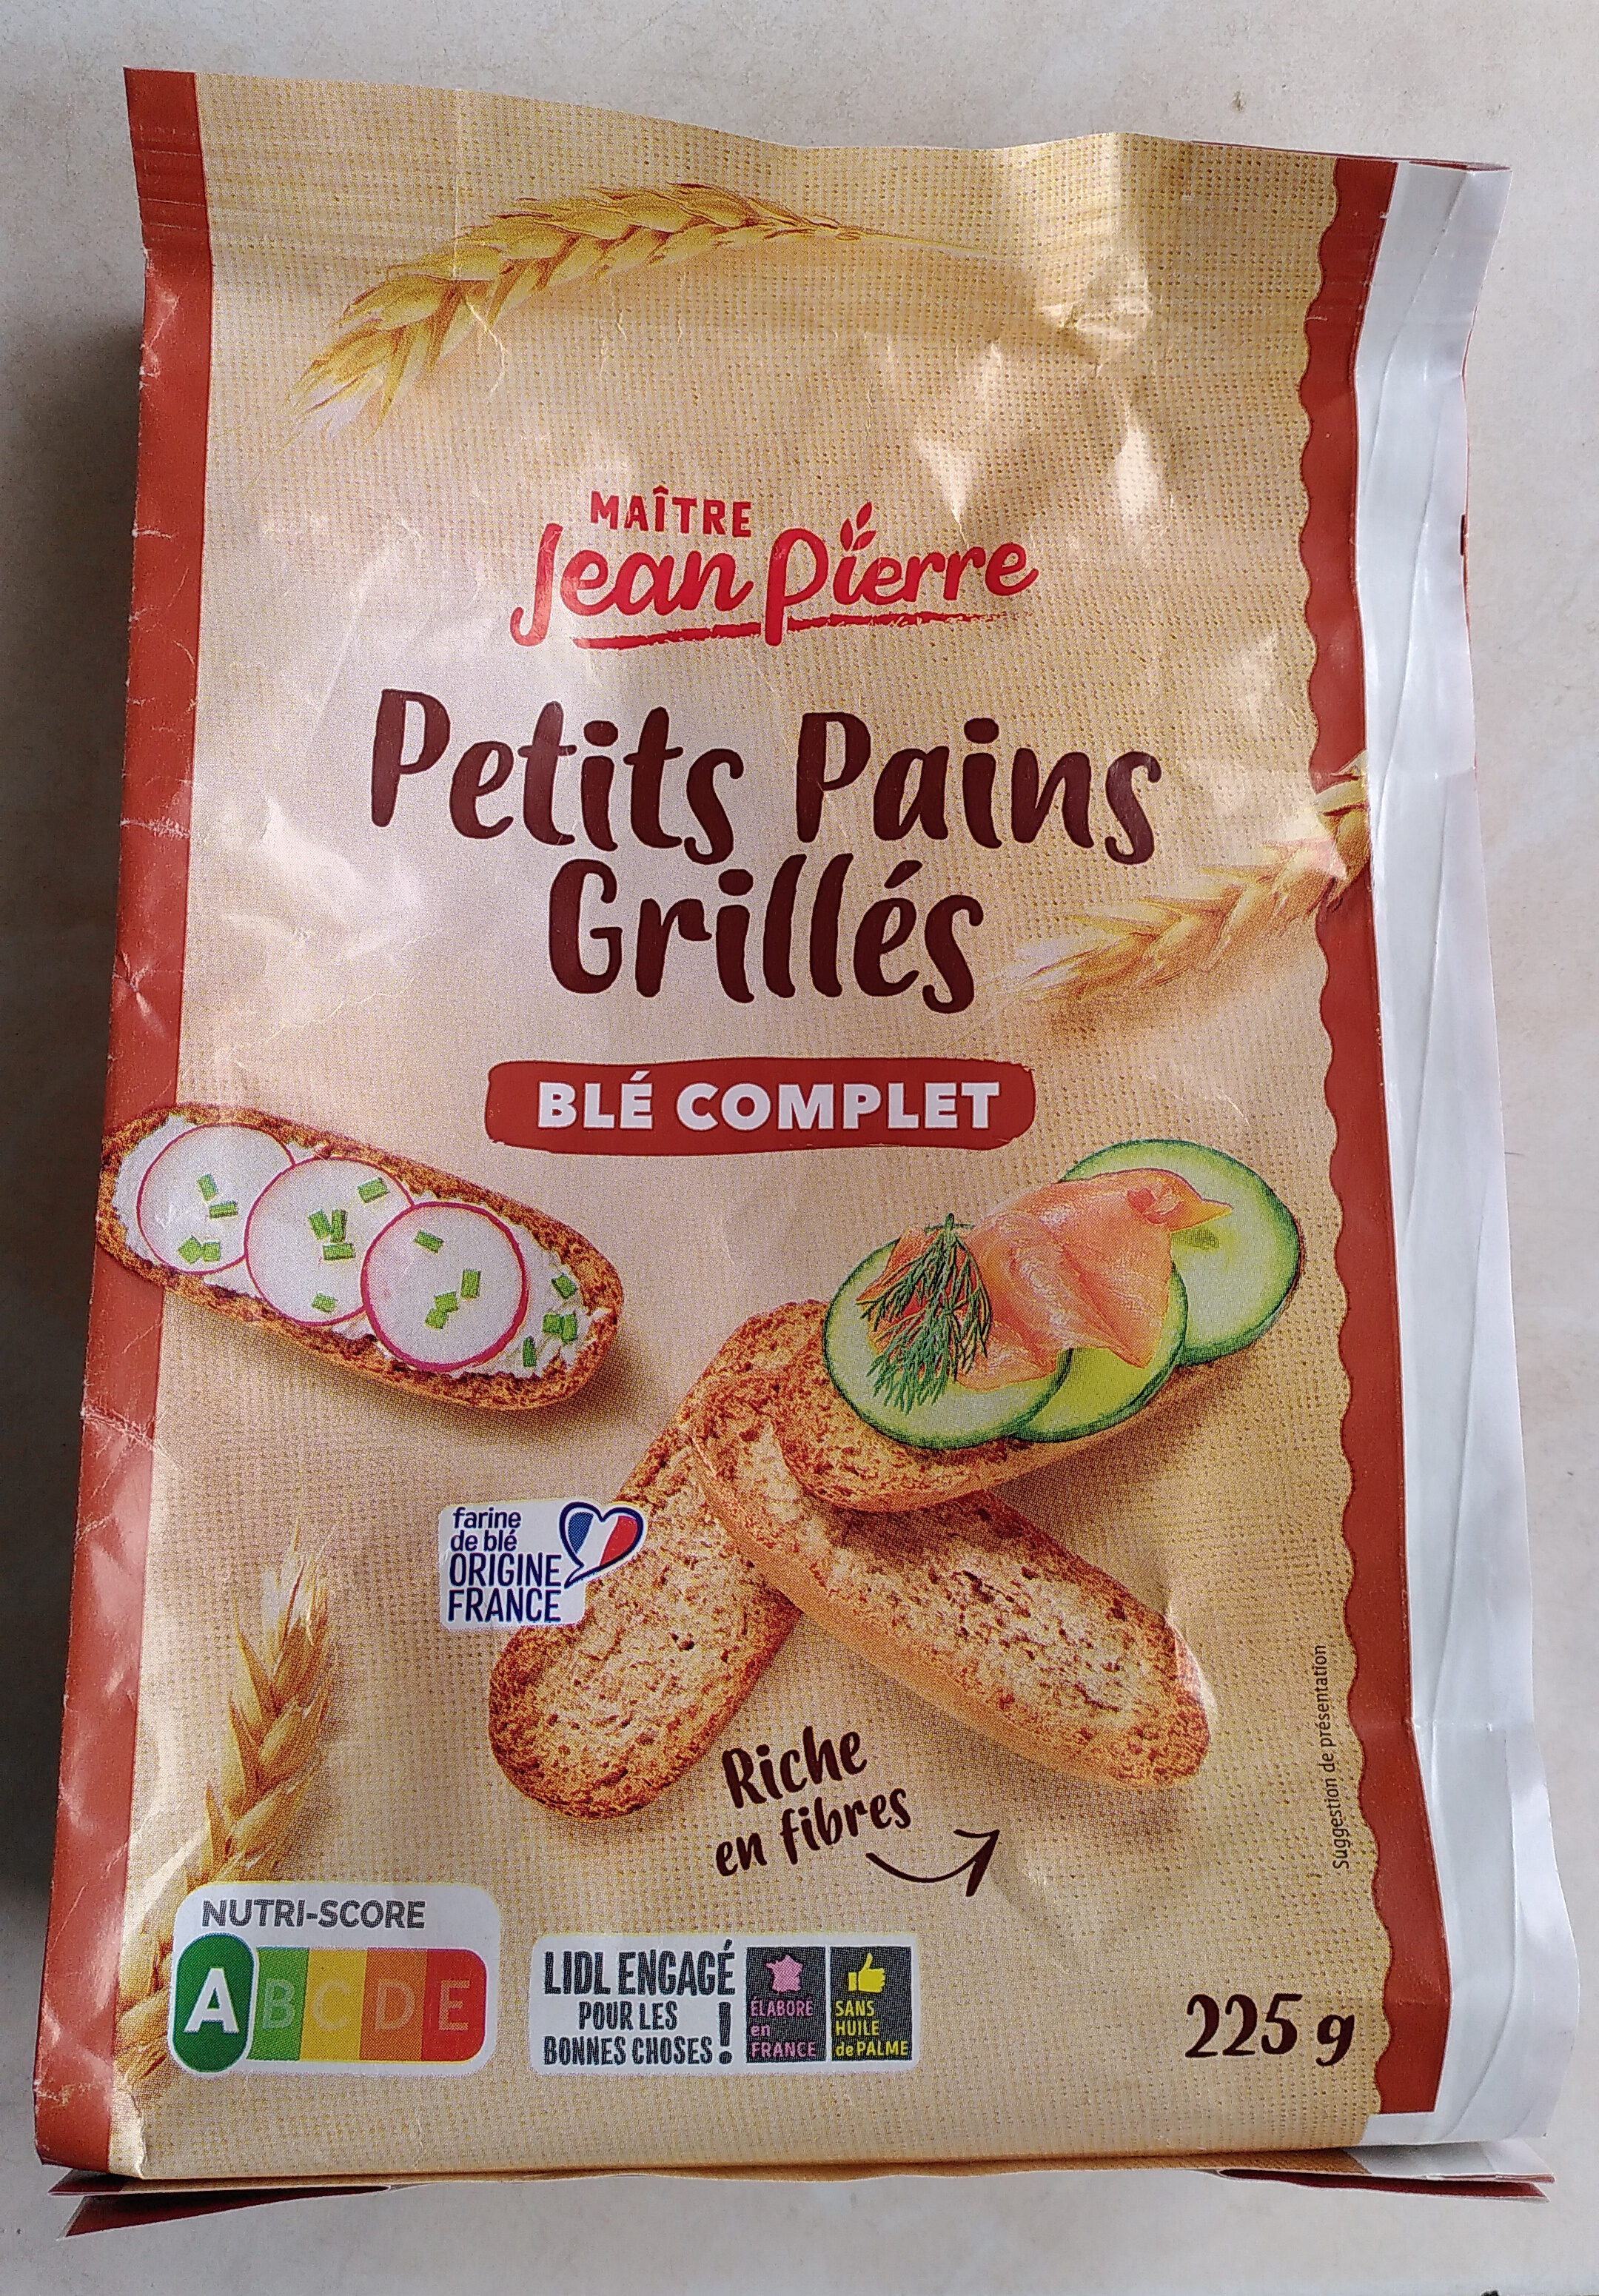 MAÎTRE
Jean Pierre
Petits Pains
Grillés
BLÉ COMPLET
farine
de blé
ORIGINE
FRANCE
Riche
en fibres
Suggestion de présentation
NUTRI-SCORE
A B C D E
LIDL ENGAGÉ
POUR LES
BONNES CHOSES !
ÉLABORÉ
en
FRANCE
SANS
HUILE
de PALME
225 g